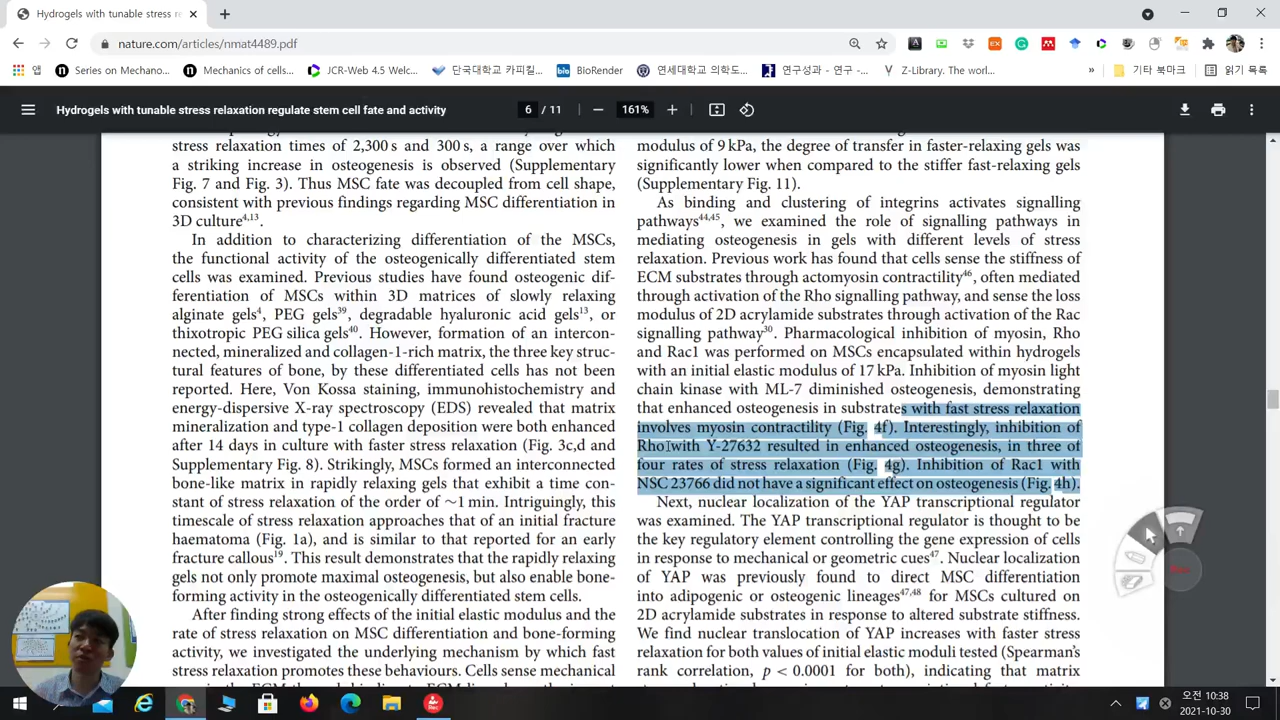 Hydrogels with tunable stress re
nature.com/articles/nmat4489.pdf
앱
Series on Mechano...
Mechanics of cells...
JCR-Web 4.5 Welc...
단국대학교 카피킬...
BioRender
연세대학교 의학도...
연구성과 - 연구 -...
Z-Library. The worl...
»
기타 북마크
읽기 목록
Hydrogels with tunable stress relaxation regulate stem cell fate and activity
6 / 11
161%
stress relaxation times of 2,300 s and 300 s, a range over which
a striking increase in osteogenesis is observed (Supplementary
Fig. 7 and Fig. 3). Thus MSC fate was decoupled from cell shape,
consistent with previous findings regarding MSC differentiation in
3D culture4,13.
In addition to characterizing differentiation of the MSCs,
the functional activity of the osteogenically differentiated stem
cells was examined. Previous studies have found osteogenic dif-
ferentiation of MSCs within 3D matrices of slowly relaxing
alginate gels4, PEG gels39, degradable hyaluronic acid gels13, or
thixotropic PEG silica gels40. However, formation of an intercon-
nected, mineralized and collagen-1-rich matrix, the three key struc-
tural features of bone, by these differentiated cells has not been
reported. Here, Von Kossa staining, immunohistochemistry and
energy-dispersive X-ray spectroscopy (EDS) revealed that matrix
mineralization and type-1 collagen deposition were both enhanced
after 14 days in culture with faster stress relaxation (Fig. 3c,d and
Supplementary Fig. 8). Strikingly, MSCs formed an interconnected
bone-like matrix in rapidly relaxing gels that exhibit a time con-
stant of stress relaxation of the order of ∼1 min. Intriguingly, this
timescale of stress relaxation approaches that of an initial fracture
haematoma (Fig. 1a), and is similar to that reported for an early
fracture callous19. This result demonstrates that the rapidly relaxing
gels not only promote maximal osteogenesis, but also enable bone-
forming activity in the osteogenically differentiated stem cells.
After finding strong effects of the initial elastic modulus and the
rate of stress relaxation on MSC differentiation and bone-forming
activity, we investigated the underlying mechanism by which fast
stress relaxation promotes these behaviours. Cells sense mechanical
modulus of 9 kPa, the degree of transfer in faster-relaxing gels was
significantly lower when compared to the stiffer fast-relaxing gels
(Supplementary Fig. 11).
As binding and clustering of integrins activates signalling
pathways44,45, we examined the role of signalling pathways in
mediating osteogenesis in gels with different levels of stress
relaxation. Previous work has found that cells sense the stiffness of
ECM substrates through actomyosin contractility46, often mediated
through activation of the Rho signalling pathway, and sense the loss
modulus of 2D acrylamide substrates through activation of the Rac
signalling pathway30. Pharmacological inhibition of myosin, Rho
and Rac1 was performed on MSCs encapsulated within hydrogels
with an initial elastic modulus of 17 kPa. Inhibition of myosin light
chain kinase with ML-7 diminished osteogenesis, demonstrating
that enhanced osteogenesis in substrates with fast stress relaxation
involves myosin contractility (Fig. 4f). Interestingly, inhibition of
Rho with Y-27632 resulted in enhanced osteogenesis, in three of
four rates of stress relaxation (Fig. 4g). Inhibition of Rac1 with
NSC 23766 did not have a significant effect on osteogenesis (Fig. 4h).
Next, nuclear localization of the YAP transcriptional regulator
was examined. The YAP transcriptional regulator is thought to be
the key regulatory element controlling the gene expression of cells
in response to mechanical or geometric cues47. Nuclear localization
of YAP was previously found to direct MSC differentiation
into adipogenic or osteogenic lineages47,48 for MSCs cultured on
2D acrylamide substrates in response to altered substrate stiffness.
We find nuclear translocation of YAP increases with faster stress
relaxation for both values of initial elastic moduli tested (Spearman's
rank correlation, p < 0.0001 for both), indicating that matrix
오전 10:38
2021-10-30